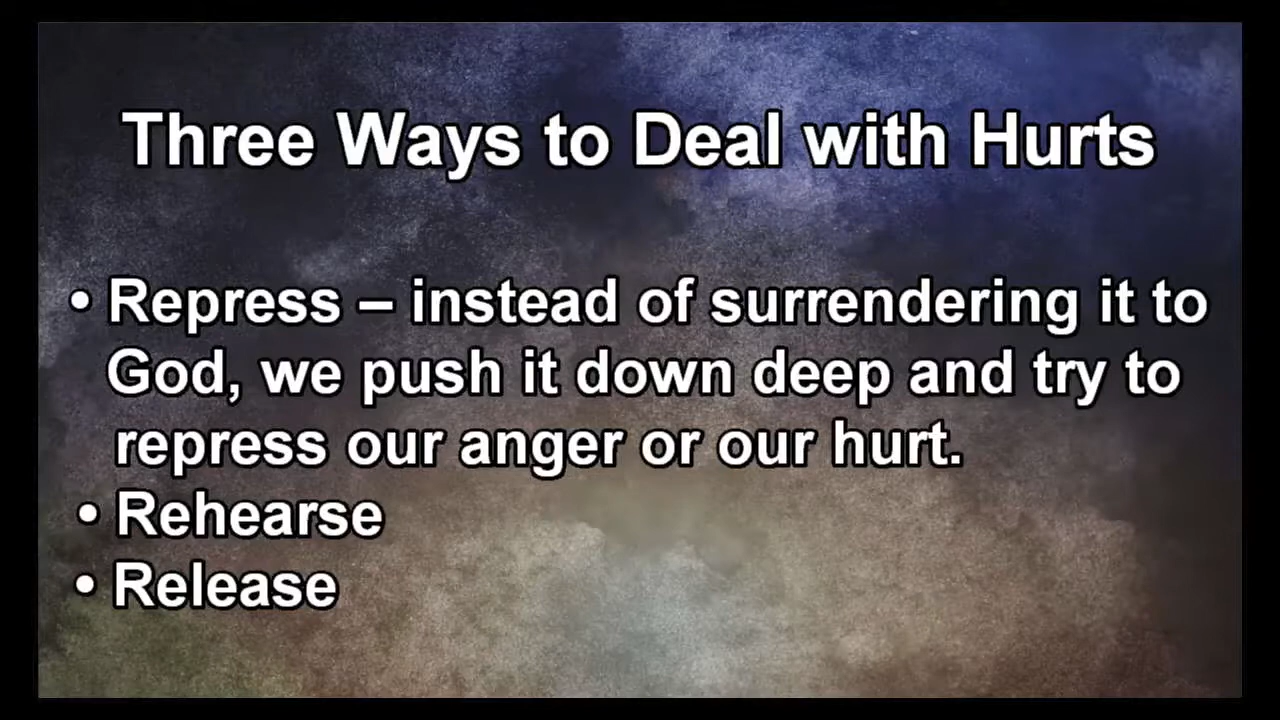 Three Ways to Deal with Hurts
• Repress – instead of surrendering it to
God, we push it down deep and try to
repress our anger or our hurt.
• Rehearse
• Release